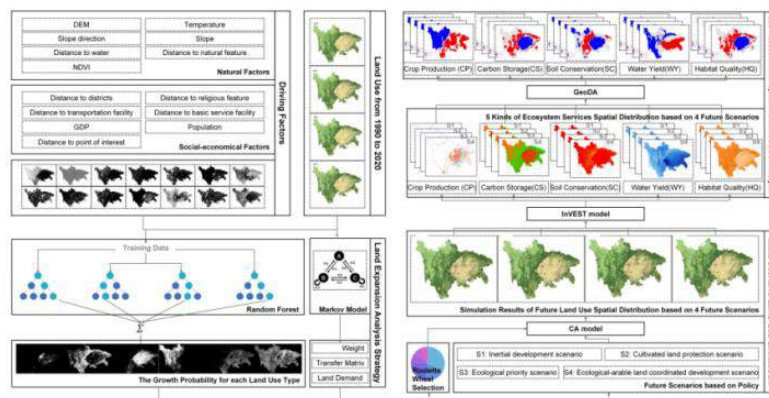 DEM
Temperature
Slope direction
Slope
Distance to water
Distance to natural feature
NDVI
Natural Factors
Distance to districts
Distance to religious feature
Distance to transportation facility
Distance to basic service facility
GDP
Population
Distance to point of interest
Social-economical Factors
Driving Factors
Land Use from 1990 to 2020
Training Data
Random Forest
Σ
The Growth Probability for each Land Use Type
A
Markov Model
Weight
Transfer Matrix
Land Demand
Land Expansion Analysis Strategy
Crop Production (CP)
Carbon Storage(CS)
Soil Conservation(SC)
Water Yield(WY)
Habitat Quality(HQ)
GeoDA
5 Kinds of Ecosystem Services Spatial Distribution based on 4 Future Scenarios
Crop Production (CP)
Carbon Storage(CS)
Soil Conservation(SC)
Water Yield(WY)
Habitat Quality(HQ)
InVEST model
Simulation Results of Future Land Use Spatial Distribution based on 4 Future Scenarios
CA model
Roulette
Wheel
Selection
S1: Inertial development scenario
S2: Cultivated land protection scenario
S3: Ecological priority scenario
S4: Ecological-arable land coordinated development scenario
Future Scenarios based on Policy